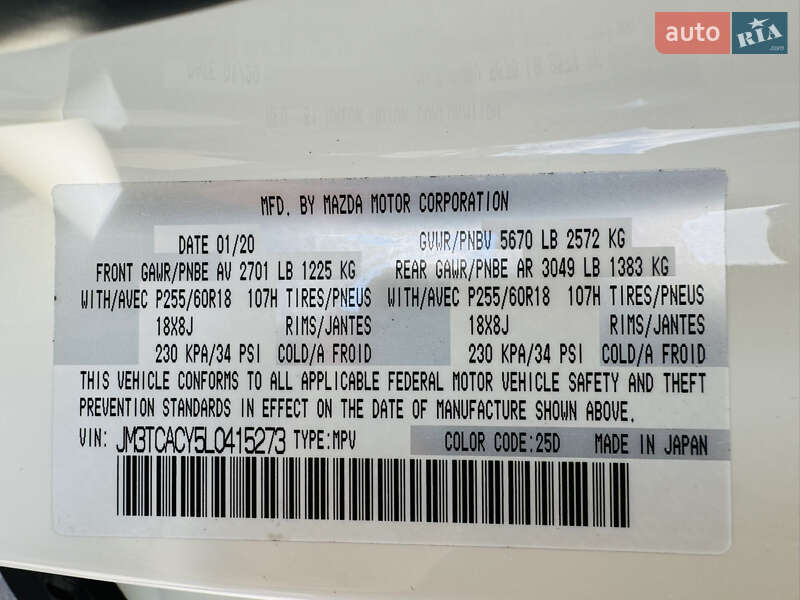 auto RIA.com
MFD. BY MAZDA MOTOR CORPORATION
DATE 01/20 GVWR/PNBV 5670 LB 2572 KG
FRONT GAWR/PNBE AV 2701 LB 1225 KG REAR GAWR/PNBE AR 3049 LB 1383 KG
WITH/AVEC P255/60R18 107H TIRES/PNEUS WITH/AVEC P255/60R18 107H TIRES/PNEUS
18X8J RIMS/JANTES 18X8J RIMS/JANTES
230 KPA/34 PSI COLD/A FROID 230 KPA/34 PSI COLD/A FROID
THIS VEHICLE CONFORMS TO ALL APPLICABLE FEDERAL MOTOR VEHICLE SAFETY AND THEFT
PREVENTION STANDARDS IN EFFECT ON THE DATE OF MANUFACTURE SHOWN ABOVE.
VIN: JM3TCACY5L0415273 TYPE:MPV COLOR CODE:25D MADE IN JAPAN